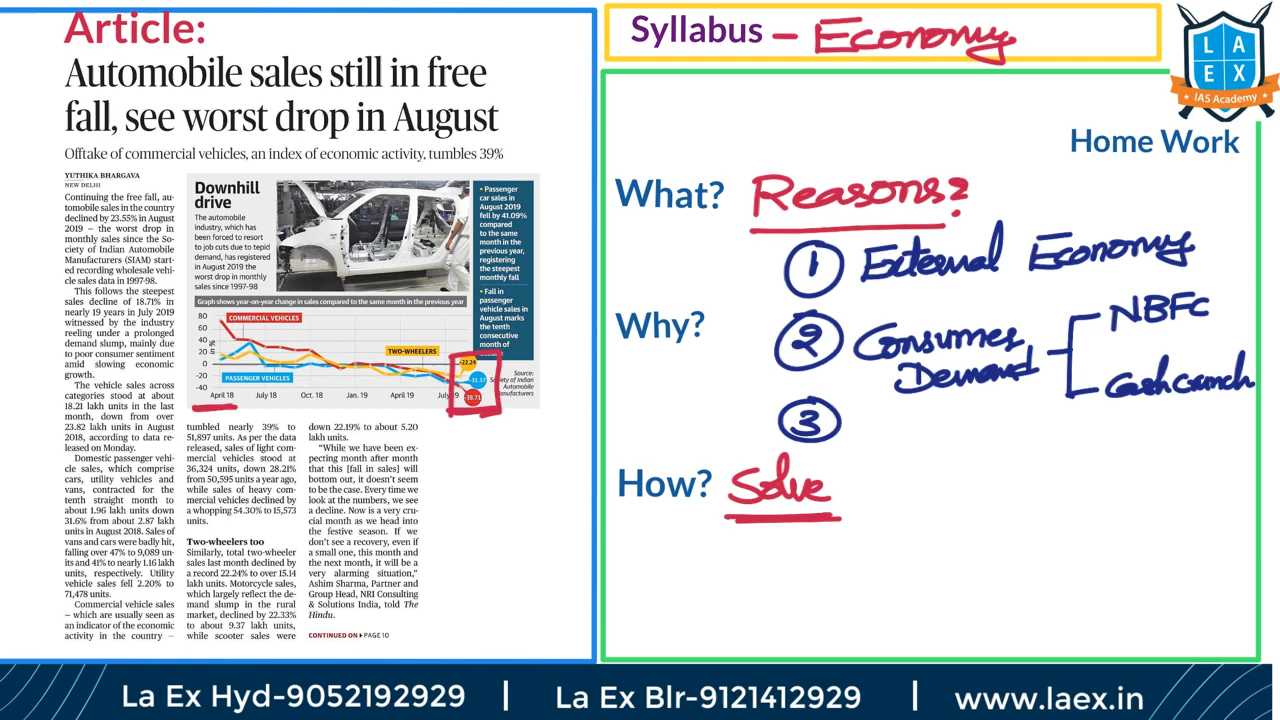 Article:
Automobile sales still in free
fall, see worst drop in August
Offtake of commercial vehicles, an index of economic activity, tumbles 39%
YUTHIKA BHARGAVA
NEW DELHI
Continuing the free fall, au-
tomobile sales in the country
declined by 23.55% in August
2019 – the worst drop in
monthly sales since the So-
ciety of Indian Automobile
Manufacturers (SIAM) start-
ed recording wholesale vehi-
cle sales data in 1997-98.
This follows the steepest
sales decline of 18.71% in
nearly 19 years in July 2019
witnessed by the industry
reeling under a prolonged
demand slump, mainly due
to poor consumer sentiment
amid slowing economic
growth.
The vehicle sales across
categories stood at about
18.21 lakh units in the last
month, down from over
23.82 lakh units in August
2018, according to data re-
leased on Monday.
Domestic passenger vehi-
cle sales, which comprise
cars, utility vehicles and
vans, contracted for the
tenth straight month to
about 1.96 lakh units down
31.6% from about 2.87 lakh
units in August 2018. Sales of
vans and cars were badly hit,
falling over 47% to 9,089 un-
its and 41% to nearly 1.16 lakh
units, respectively. Utility
vehicle sales fell 2.20% to
71,478 units.
Commercial vehicle sales
– which are usually seen as
an indicator of the economic
activity in the country –
Downhill
drive
The automobile
industry, which has
been forced to resort
to job cuts due to tepid
demand, has registered
in August 2019 the
worst drop in monthly
sales since 1997-98
• Passenger
car sales in
August 2019
fell by 41.09%
compared
to the same
month in the
previous year,
registering
the steepest
monthly fall
• Fall in
passenger
vehicle sales in
August marks
the tenth
consecutive
month of
Graph shows year-on-year change in sales compared to the same month in the previous year
80
60
40
20
0
-20
-40
in %
COMMERCIAL VEHICLES
TWO-WHEELERS
PASSENGER VEHICLES
-22.24
-31.57
-38.71
April 18 July 18 Oct. 18 Jan. 19 April 19 July 19
Source:
Society of Indian
Automobile
Manufacturers
tumbled nearly 39% to
51,897 units. As per the data
released, sales of light com-
mercial vehicles stood at
36,324 units, down 28.21%
from 50,595 units a year ago,
while sales of heavy com-
mercial vehicles declined by
a whopping 54.30% to 15,573
units.
Two-wheelers too
Similarly, total two-wheeler
sales last month declined by
a record 22.24% to over 15.14
lakh units. Motorcycle sales,
which largely reflect the de-
mand slump in the rural
market, declined by 22.33%
to about 9.37 lakh units,
while scooter sales were
down 22.19% to about 5.20
lakh units.
"While we have been ex-
pecting month after month
that this [fall in sales] will
bottom out, it doesn't seem
to be the case. Every time we
look at the numbers, we see
a decline. Now is a very cru-
cial month as we head into
the festive season. If we
don't see a recovery, even if
a small one, this month and
the next month, it will be a
very alarming situation,"
Ashim Sharma, Partner and
Group Head, NRI Consulting
& Solutions India, told The
Hindu.
CONTINUED ON PAGE 10
Syllabus - Economy
L A
E X
IAS Academy
Home Work
What? Reasons?
1 External Economy
Why?
2 Consumer Demand
NBFC
Cash crunch
3
How? Solve
La Ex Hyd-9052192929 | La Ex Blr-9121412929 | www.laex.in